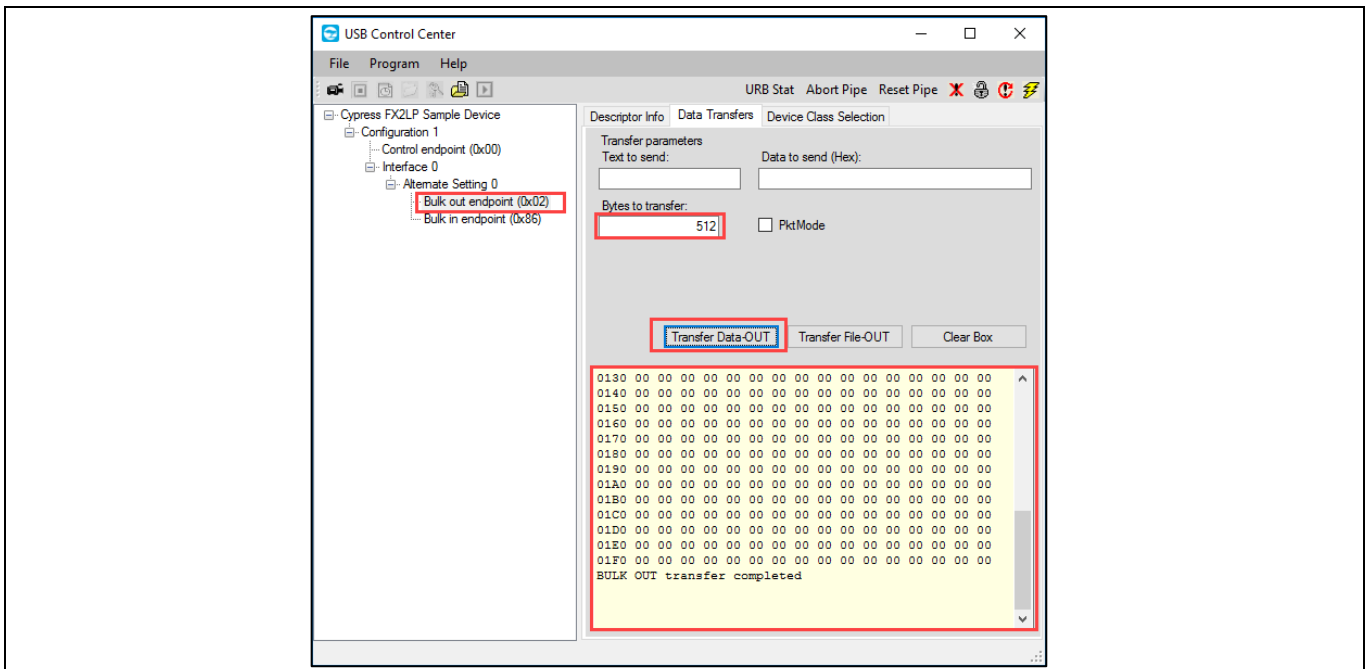 USB Control Center
File Program Help
URB Stat Abort Pipe Reset Pipe
Cypress FX2LP Sample Device
Configuration 1
Control endpoint (0x00)
Interface 0
Alternate Setting 0
Bulk out endpoint (0x02)
Bulk in endpoint (0x86)
Descriptor Info Data Transfers Device Class Selection
Transfer parameters
Text to send: Data to send (Hex):
Bytes to transfer:
512 PktMode
Transfer Data-OUT Transfer File-OUT Clear Box
0130 00 00 00 00 00 00 00 00 00 00 00 00 00 00 00 00
0140 00 00 00 00 00 00 00 00 00 00 00 00 00 00 00 00
0150 00 00 00 00 00 00 00 00 00 00 00 00 00 00 00 00
0160 00 00 00 00 00 00 00 00 00 00 00 00 00 00 00 00
0170 00 00 00 00 00 00 00 00 00 00 00 00 00 00 00 00
0180 00 00 00 00 00 00 00 00 00 00 00 00 00 00 00 00
0190 00 00 00 00 00 00 00 00 00 00 00 00 00 00 00 00
01A0 00 00 00 00 00 00 00 00 00 00 00 00 00 00 00 00
01B0 00 00 00 00 00 00 00 00 00 00 00 00 00 00 00 00
01C0 00 00 00 00 00 00 00 00 00 00 00 00 00 00 00 00
01D0 00 00 00 00 00 00 00 00 00 00 00 00 00 00 00 00
01E0 00 00 00 00 00 00 00 00 00 00 00 00 00 00 00 00
01F0 00 00 00 00 00 00 00 00 00 00 00 00 00 00 00 00
BULK OUT transfer completed